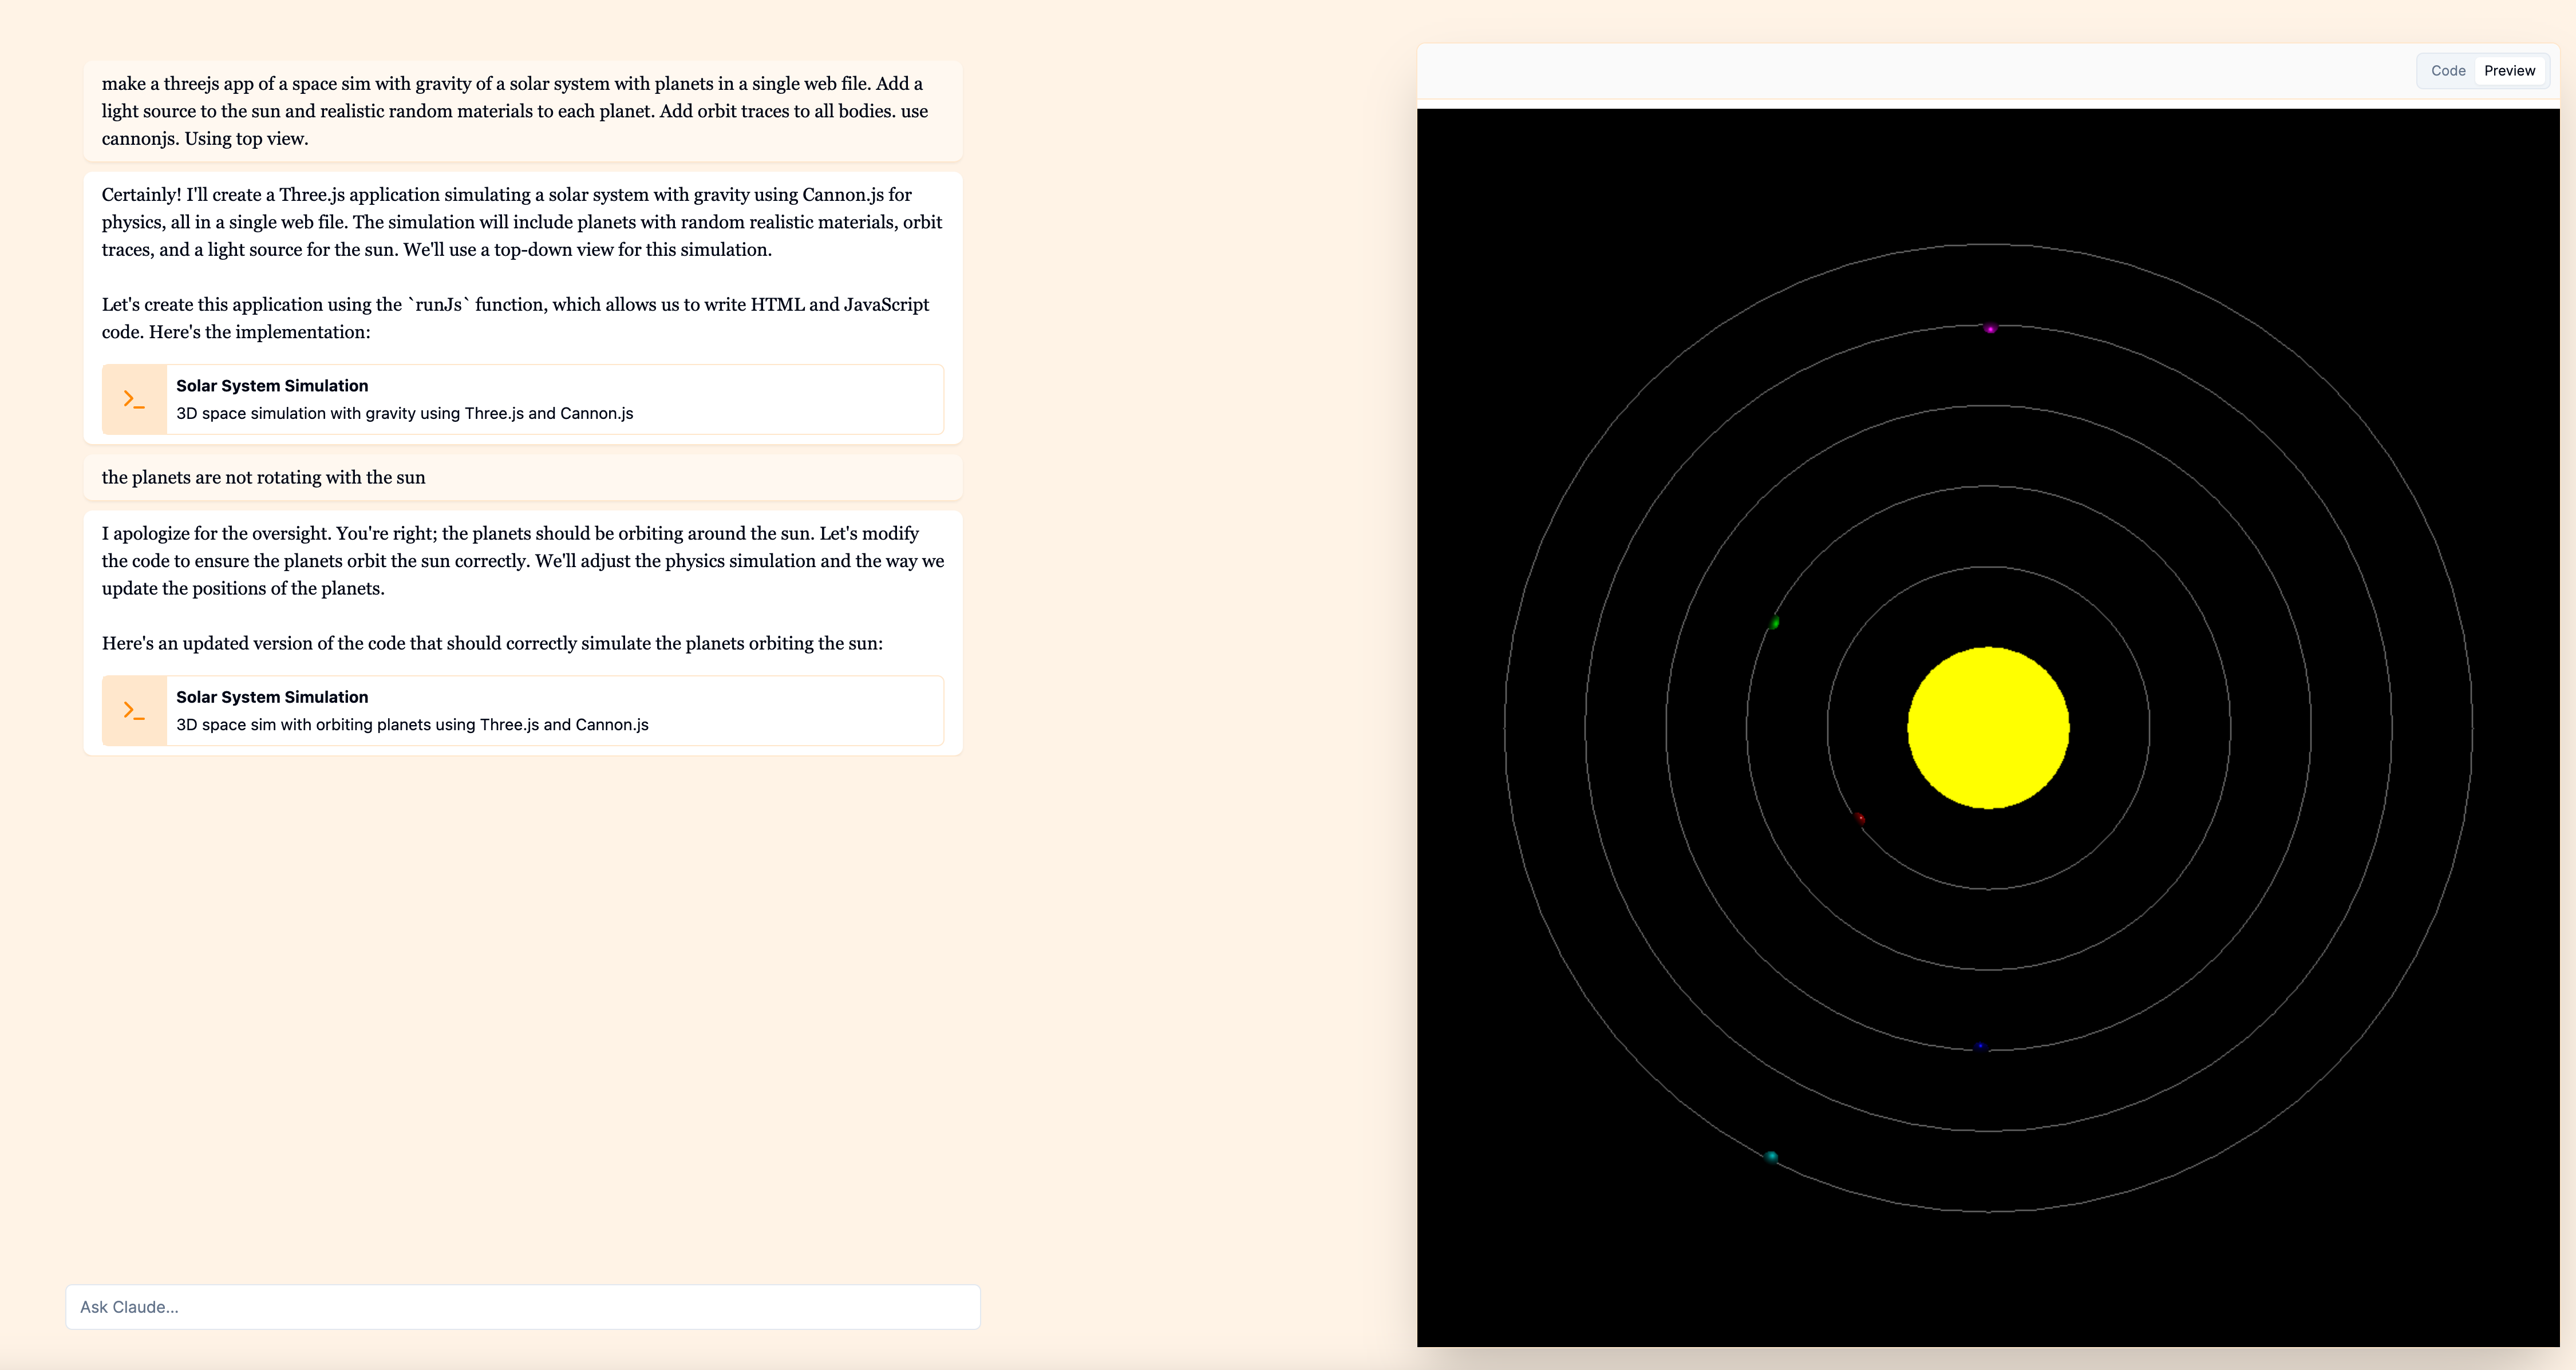 make a threejs app of a space sim with gravity of a solar system with planets in a single web file. Add a
light source to the sun and realistic random materials to each planet. Add orbit traces to all bodies. use
cannonjs. Using top view.
Certainly! I'll create a Three.js application simulating a solar system with gravity using Cannon.js for
physics, all in a single web file. The simulation will include planets with random realistic materials, orbit
traces, and a light source for the sun. We'll use a top-down view for this simulation.
Let's create this application using the `runJs` function, which allows us to write HTML and JavaScript
code. Here's the implementation:
Solar System Simulation
3D space simulation with gravity using Three.js and Cannon.js
the planets are not rotating with the sun
I apologize for the oversight. You're right; the planets should be orbiting around the sun. Let's modify
the code to ensure the planets orbit the sun correctly. We'll adjust the physics simulation and the way we
update the positions of the planets.
Here's an updated version of the code that should correctly simulate the planets orbiting the sun:
Solar System Simulation
3D space sim with orbiting planets using Three.js and Cannon.js
Ask Claude...
Code Preview